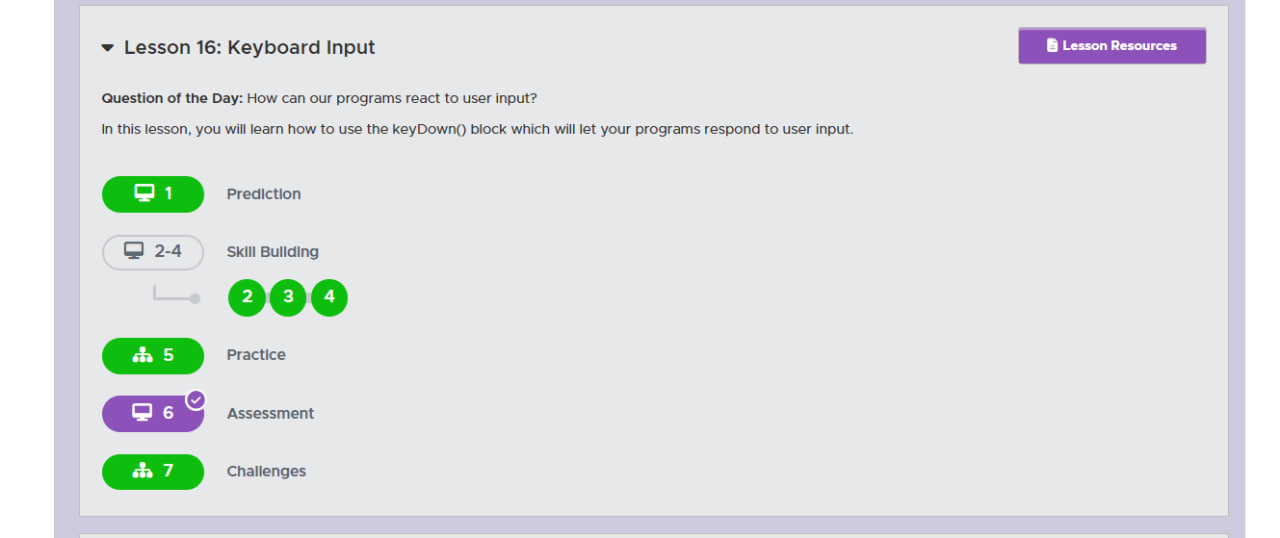 Lesson 16: Keyboard Input
Lesson Resources
Question of the Day: How can our programs react to user input?
In this lesson, you will learn how to use the keyDown() block which will let your programs respond to user input.
1 Prediction
2-4 Skill Building
2 3 4
5 Practice
6 Assessment
7 Challenges